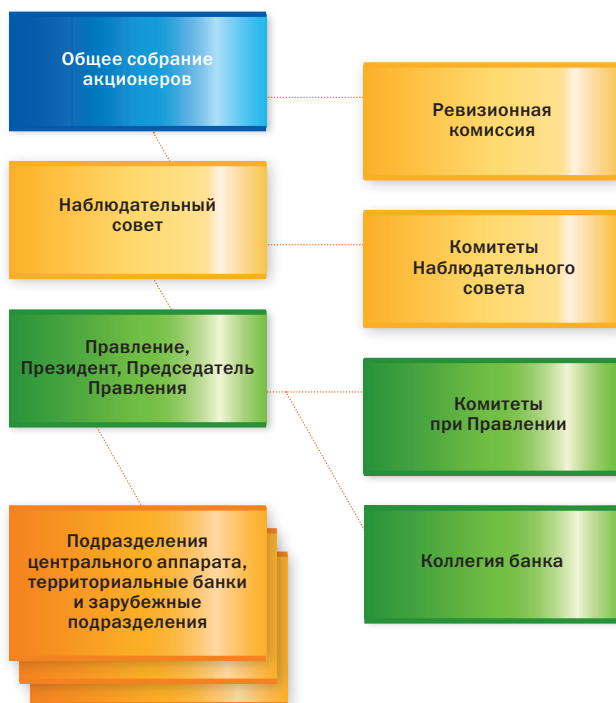 Общее собрание
акционеров
Ревизионная
комиссия
Наблюдательный
совет
Комитеты
Наблюдательного
совета
Правление,
Президент, Председатель
Правления
Комитеты
при Правлении
Подразделения
центрального аппарата,
территориальные банки
и зарубежные
подразделения
Коллегия банка